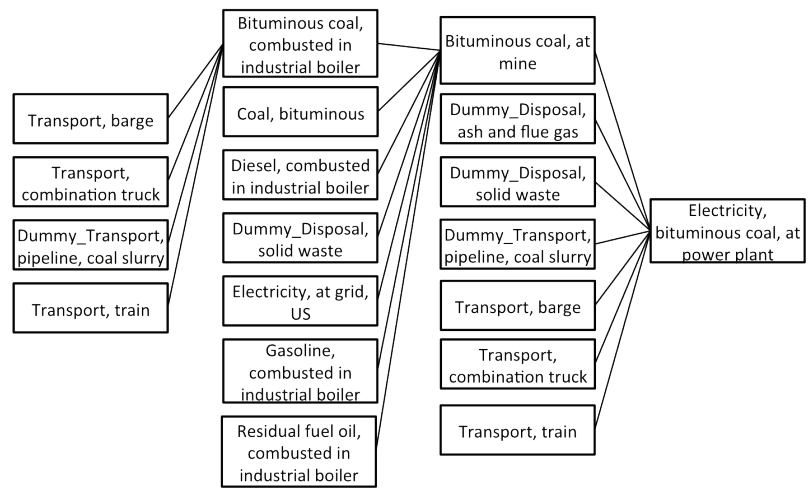 Transport, barge
Transport,
combination truck
Dummy_Transport,
pipeline, coal slurry
Transport, train
Bituminous coal,
combusted in
industrial boiler
Coal, bituminous
Diesel, combusted
in industrial boiler
Dummy_Disposal,
solid waste
Electricity, at grid,
US
Gasoline,
combusted in
industrial boiler
Residual fuel oil,
combusted in
industrial boiler
Bituminous coal, at
mine
Dummy_Disposal,
ash and flue gas
Dummy_Disposal,
solid waste
Dummy_Transport,
pipeline, coal slurry
Transport, barge
Transport,
combination truck
Transport, train
Electricity,
bituminous coal, at
power plant